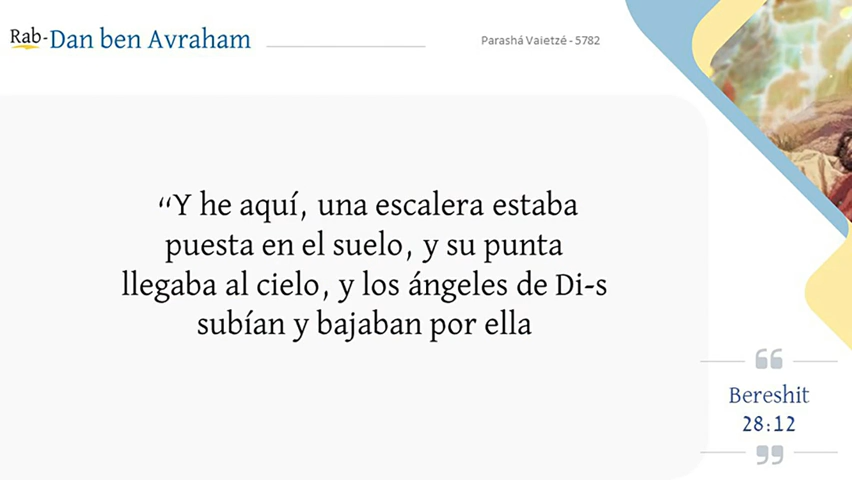 Rab-Dan ben Avraham
Parashá Vaietzé - 5782
“Y he aquí, una escalera estaba
puesta en el suelo, y su punta
llegaba al cielo, y los ángeles de Di-s
subían y bajaban por ella
Bereshit
28:12